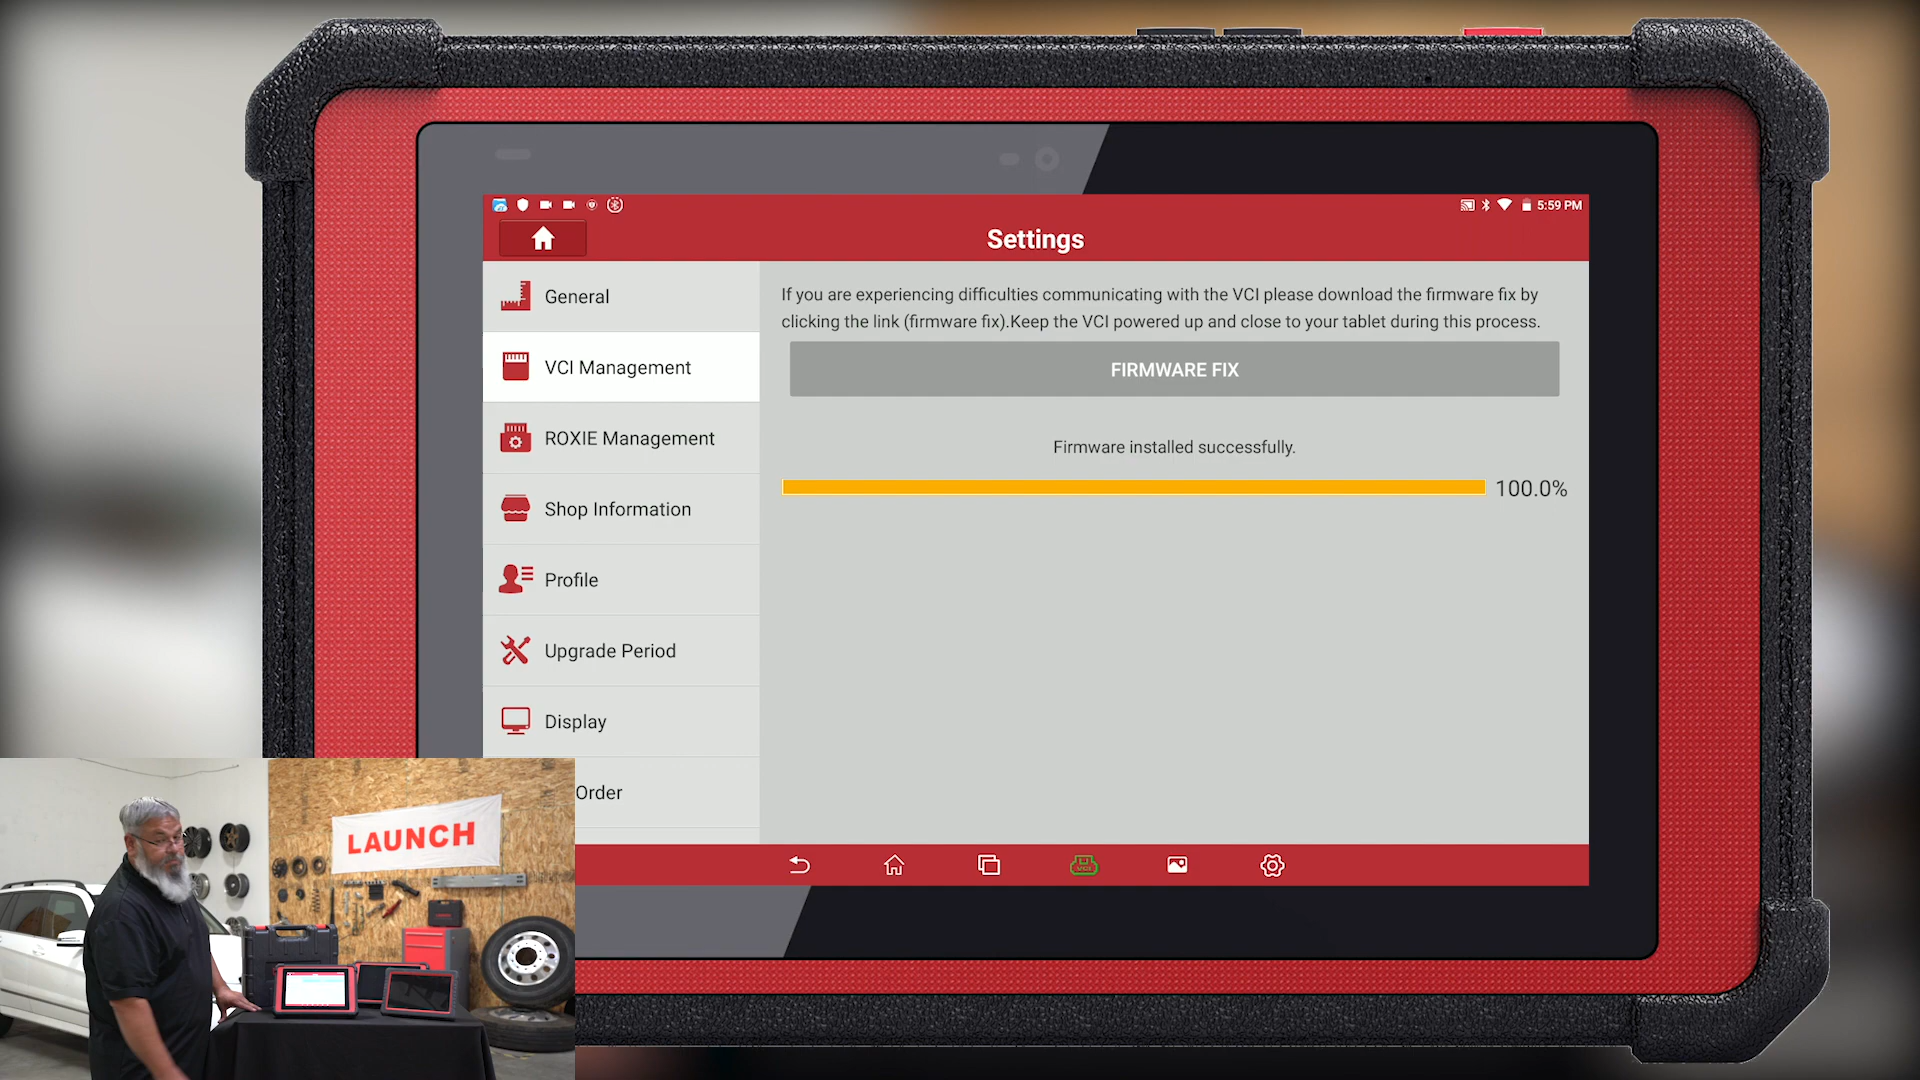 5:59 PM
Settings
General
VCI Management
ROXIE Management
Shop Information
Profile
Upgrade Period
Display
Order
If you are experiencing difficulties communicating with the VCI please download the firmware fix by
clicking the link (firmware fix).Keep the VCI powered up and close to your tablet during this process.
FIRMWARE FIX
Firmware installed successfully.
100.0%
VCI
LAUNCH